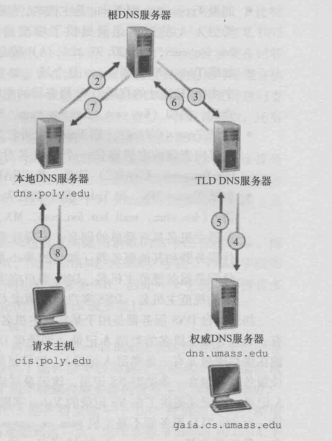 根DNS服务器
2
7
6
3
本地DNS服务器
dns.poly.edu
TLD DNS服务器
1
8
5
4
请求主机
cis.poly.edu
权威DNS服务器
dns.umass.edu
gaia.cs.umass.edu